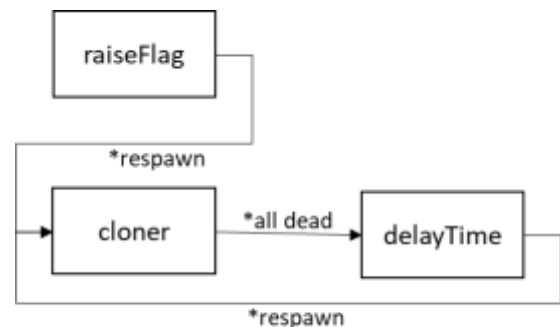 raiseFlag
*respawn
cloner
*all dead
delayTime
*respawn